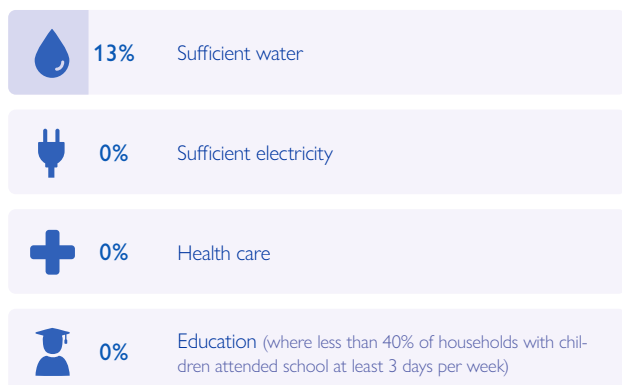 13% Sufficient water
0% Sufficient electricity
0% Health care
0% Education (where less than 40% of households with chil-
dren attended school at least 3 days per week)